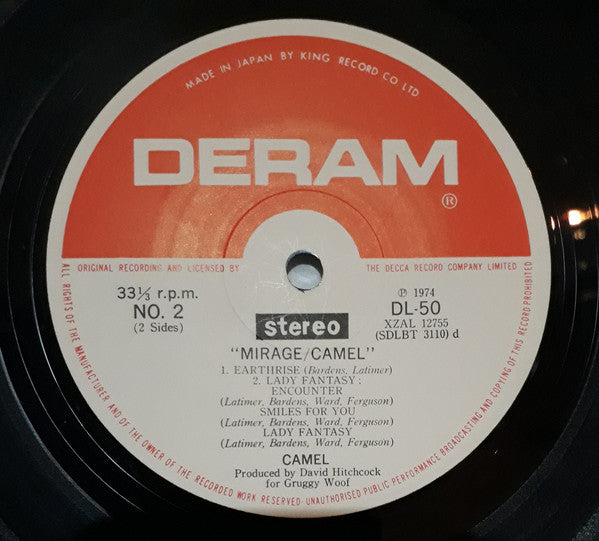 MADE IN JAPAN BY KING RECORD CO LTD
DERAM®
ORIGINAL RECORDING AND LICENSED BY THE DECCA RECORD COMPANY LIMITED
33⅓ r.p.m.
NO. 2
(2 Sides)
stereo
℗ 1974
DL-50
XZAL 12755
(SDLBT 3110) d
"MIRAGE/CAMEL"
1. EARTHRISE (Bardens, Latimer)
2. LADY FANTASY :
ENCOUNTER
(Latimer, Bardens, Ward, Ferguson)
SMILES FOR YOU
(Latimer, Bardens, Ward, Ferguson)
LADY FANTASY
(Latimer, Bardens, Ward, Ferguson)
CAMEL
Produced by David Hitchcock
for Gruggy Woof
ALL RIGHTS OF THE MANUFACTURER AND OF THE OWNER OF THE RECORDED WORK RESERVED·UNAUTHORISED PUBLIC PERFORMANCE BROADCASTING AND COPYING OF THIS RECORD PROHIBITED